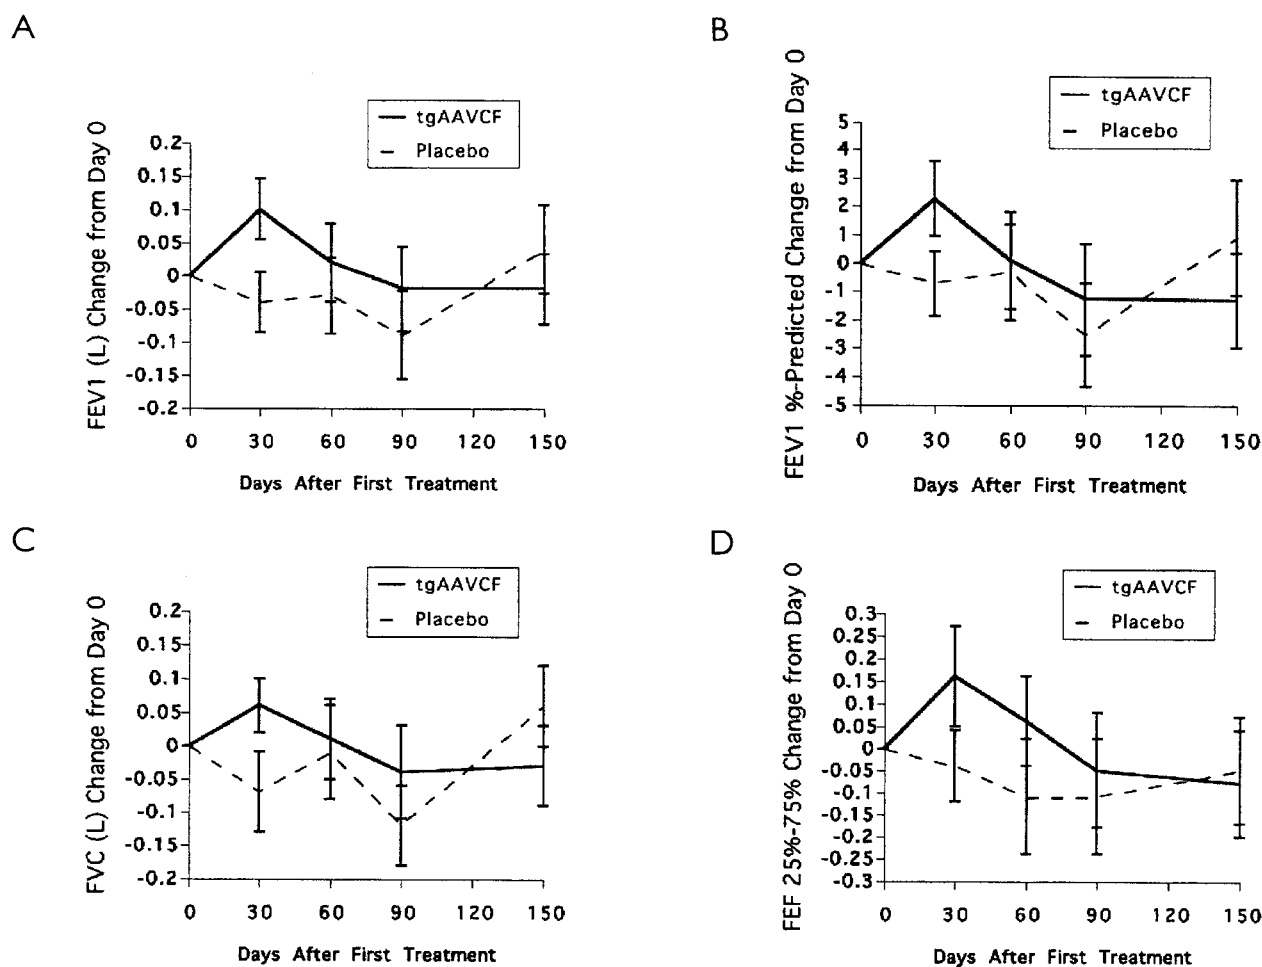 A
FEV1 (L) Change from Day 0
tgAAVCF
Placebo
0.2
0.15
0.1
0.05
0
-0.05
-0.1
-0.15
-0.2
0 30 60 90 120 150
Days After First Treatment
B
FEV1 %-Predicted Change from Day 0
tgAAVCF
Placebo
5
4
3
2
1
0
-1
-2
-3
-4
-5
0 30 60 90 120 150
Days After First Treatment
C
FVC (L) Change from Day 0
tgAAVCF
Placebo
0.2
0.15
0.1
0.05
0
-0.05
-0.1
-0.15
-0.2
0 30 60 90 120 150
Days After First Treatment
D
FEF 25%-75% Change from Day 0
tgAAVCF
Placebo
0.3
0.25
0.2
0.15
0.1
0.05
0
-0.05
-0.1
-0.15
-0.2
-0.25
-0.3
0 30 60 90 120 150
Days After First Treatment